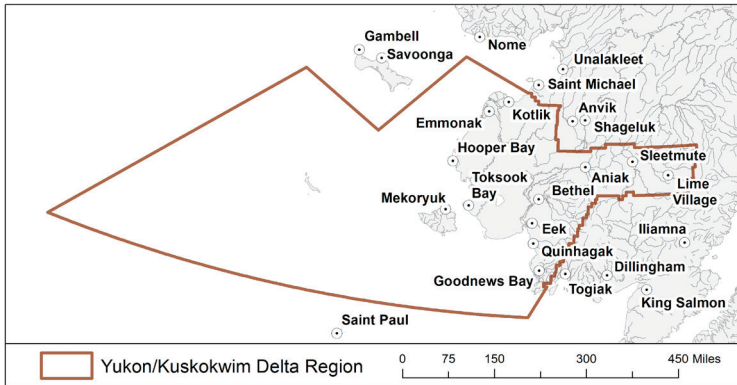 Gambell
Savoonga
Nome
Unalakleet
Saint Michael
Anvik
Kotlik
Emmonak
Shageluk
Hooper Bay
Sleetmute
Toksook
Bay
Aniak
Lime
Village
Mekoryuk
Bethel
Eek
Iliamna
Quinhagak
Goodnews Bay
Dillingham
Togiak
King Salmon
Saint Paul
Yukon/Kuskokwim Delta Region
0 75 150 300 450 Miles